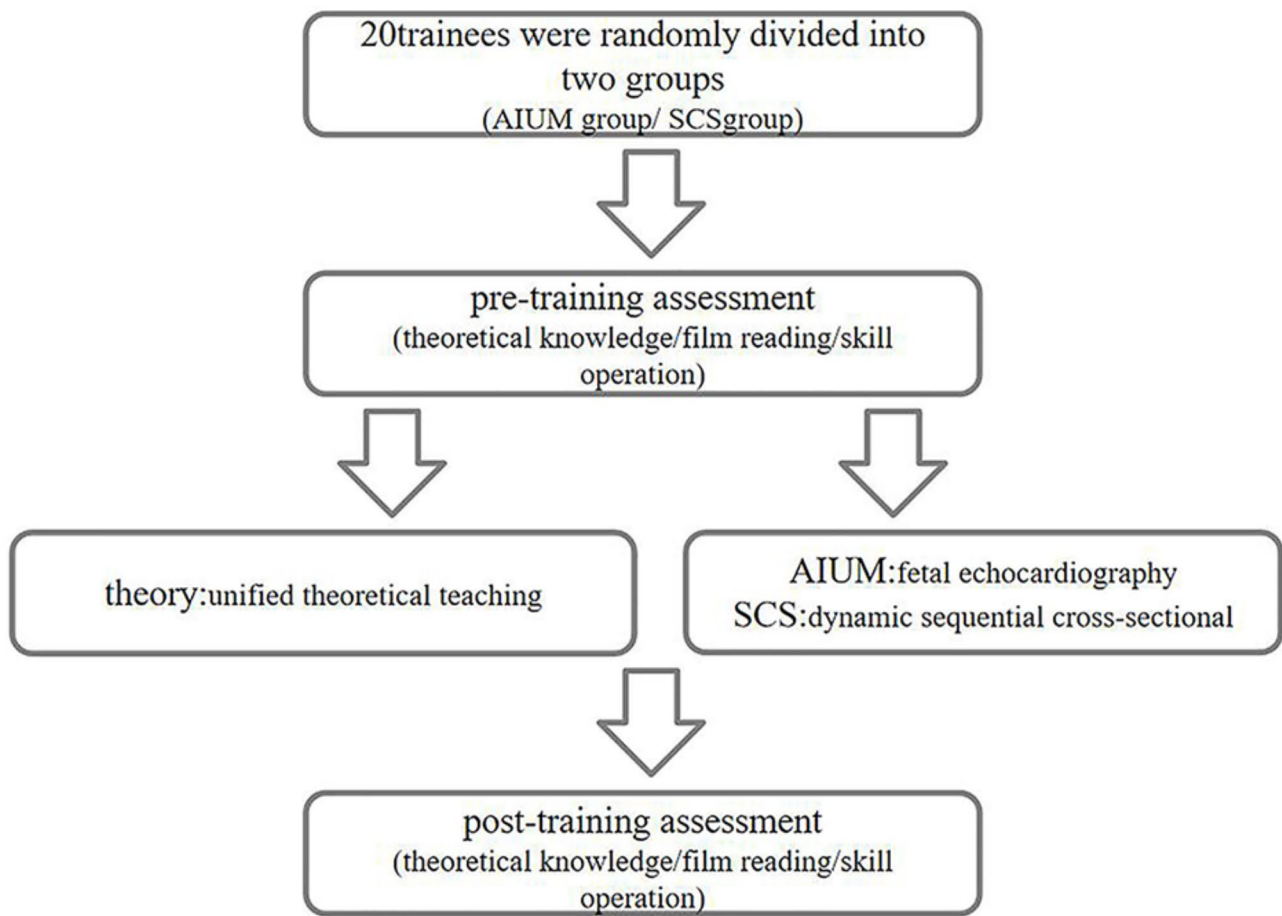 20trainees were randomly divided into
two groups
(AIUM group/ SCSgroup)
pre-training assessment
(theoretical knowledge/film reading/skill
operation)
theory:unified theoretical teaching
AIUM:fetal echocardiography
SCS:dynamic sequential cross-sectional
post-training assessment
(theoretical knowledge/film reading/skill
operation)